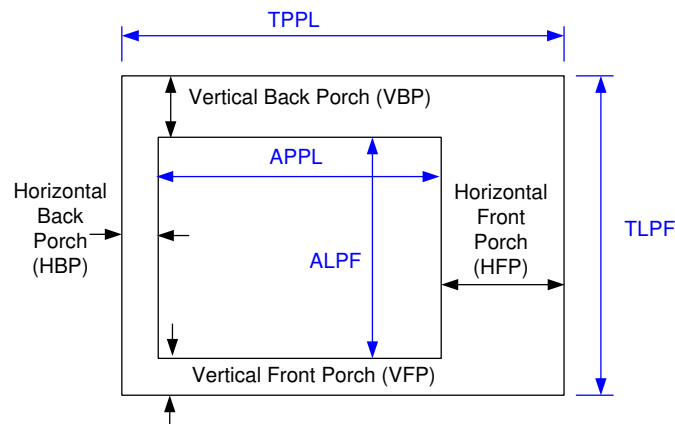 TPPL
Vertical Back Porch (VBP)
APPL
Horizontal
Back
Porch
(HBP)
Horizontal
Front
Porch
(HFP)
TLPF
ALPF
Vertical Front Porch (VFP)